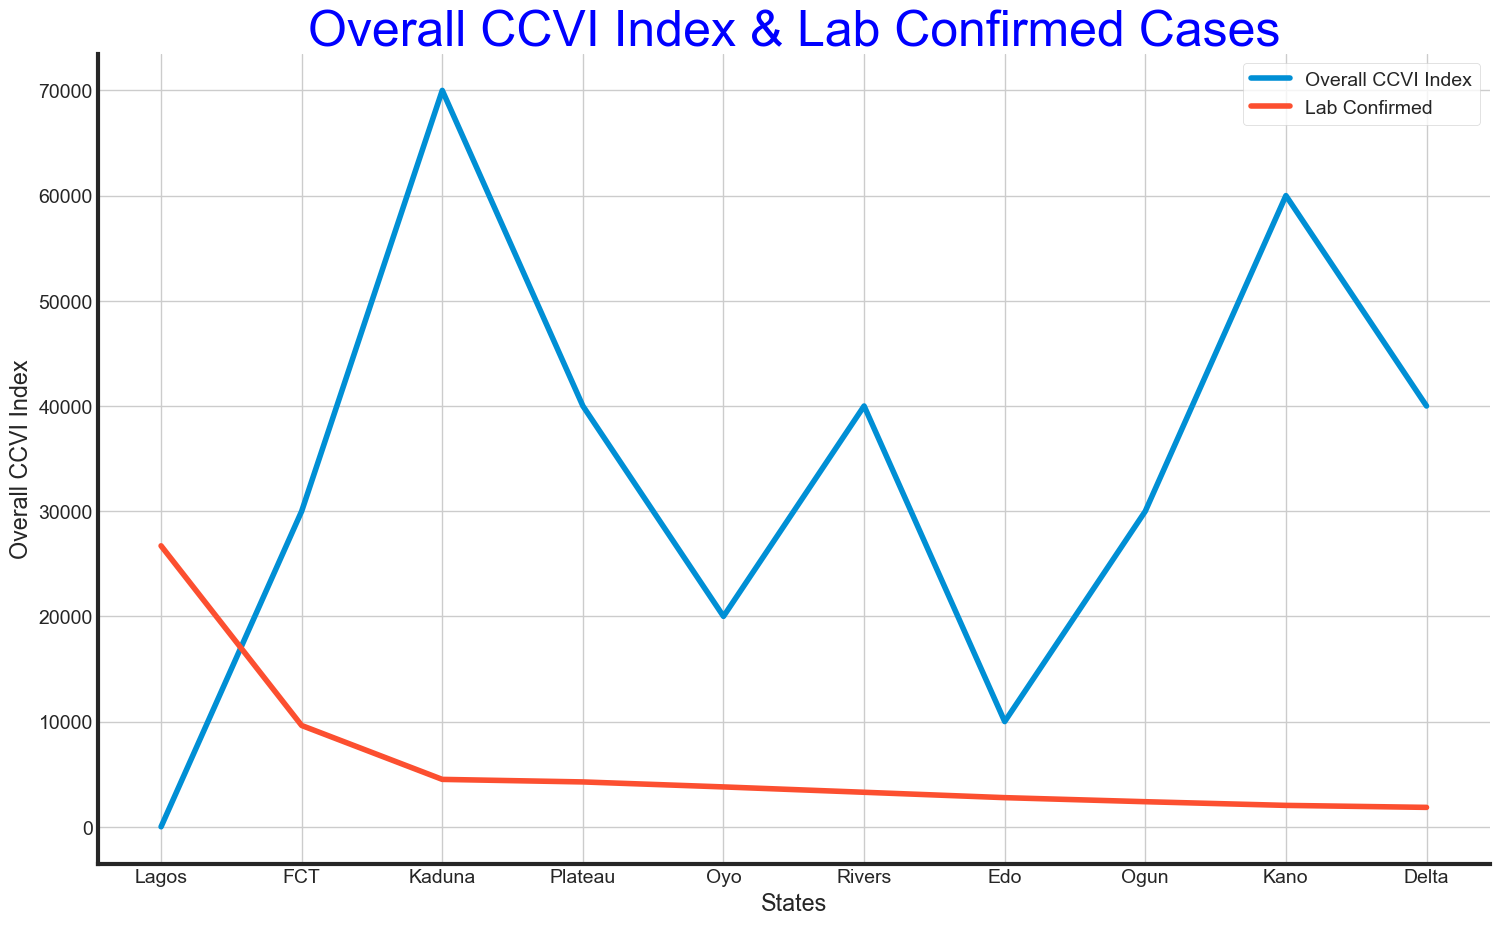 Overall CCVI Index & Lab Confirmed Cases
Overall CCVI Index
Lab Confirmed
70000
60000
50000
40000
30000
20000
10000
0
Overall CCVI Index
Lagos FCT Kaduna Plateau Oyo Rivers Edo Ogun Kano Delta
States